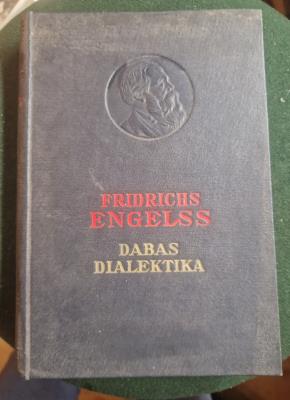 FRIDRICHS
ENGELSS
DABAS
DIALEKTIKA